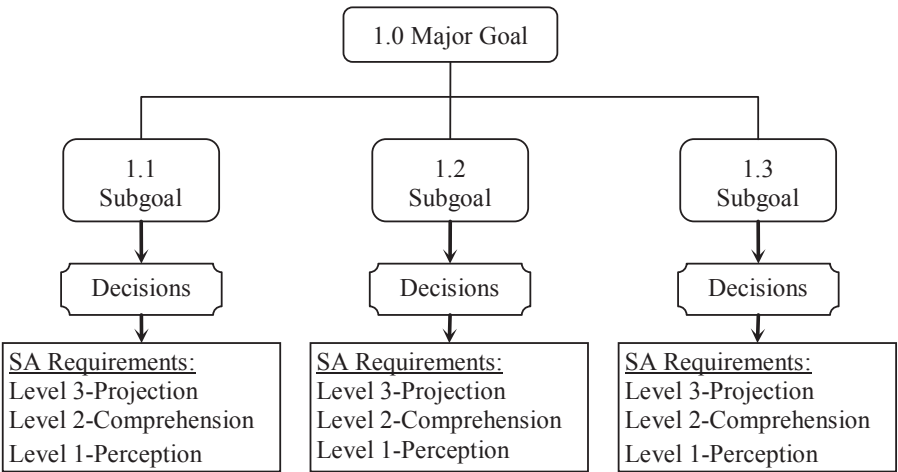 1.0 Major Goal
1.1
Subgoal
1.2
Subgoal
1.3
Subgoal
Decisions
Decisions
Decisions
SA Requirements:
Level 3-Projection
Level 2-Comprehension
Level 1-Perception
SA Requirements:
Level 3-Projection
Level 2-Comprehension
Level 1-Perception
SA Requirements:
Level 3-Projection
Level 2-Comprehension
Level 1-Perception